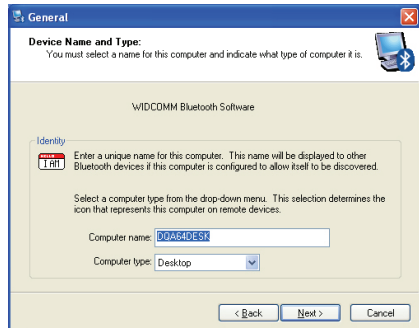 General
Device Name and Type:
You must select a name for this computer and indicate what type of computer it is.
WIDCOMM Bluetooth Software
Identity
HELLO
I AM
Enter a unique name for this computer. This name will be displayed to other
Bluetooth devices if this computer is configured to allow itself to be discovered.
Select a computer type from the drop-down menu. This selection determines the
icon that represents this computer on remote devices.
Computer name: DQA64DESK
Computer type: Desktop
< Back Next > Cancel